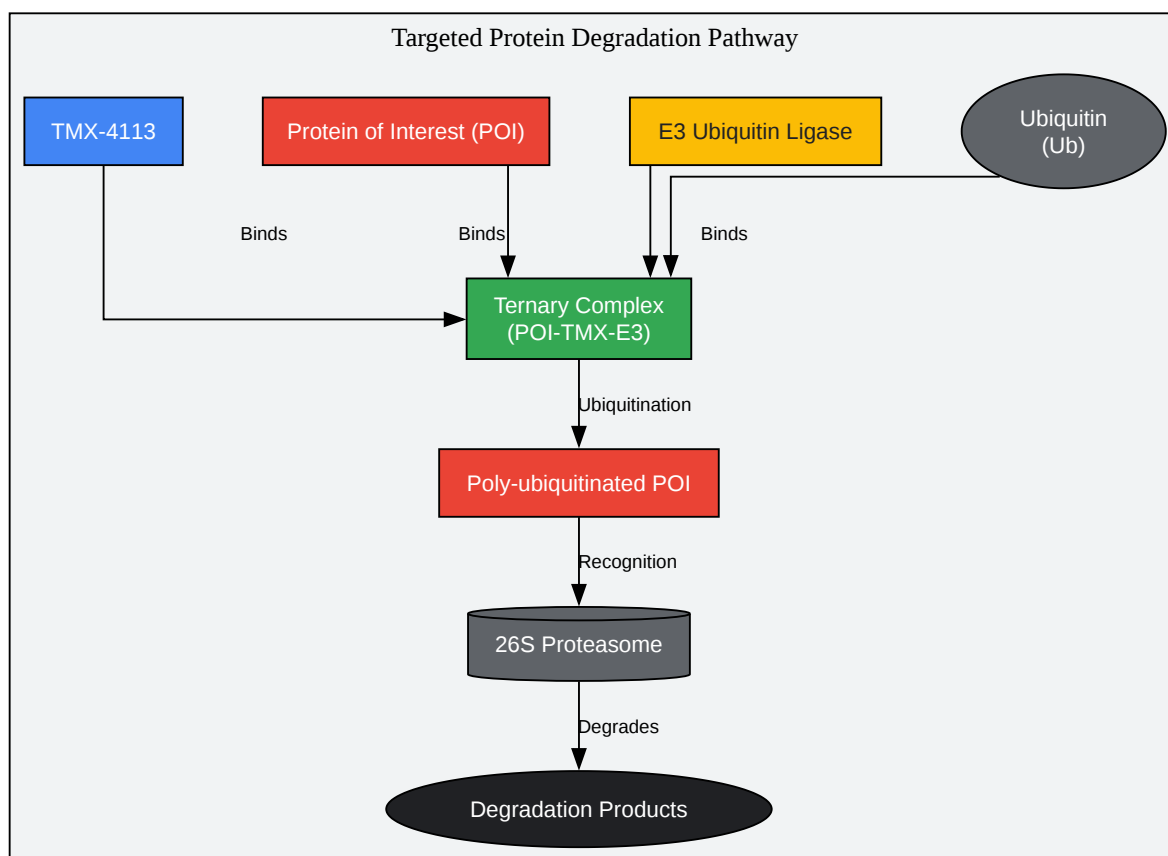 Targeted Protein Degradation Pathway
TMX-4113
Protein of Interest (POI)
E3 Ubiquitin Ligase
Ubiquitin
(Ub)
Binds
Binds
Binds
Ternary Complex
(POI-TMX-E3)
Ubiquitination
Poly-ubiquitinated POI
Recognition
26S Proteasome
Degrades
Degradation Products